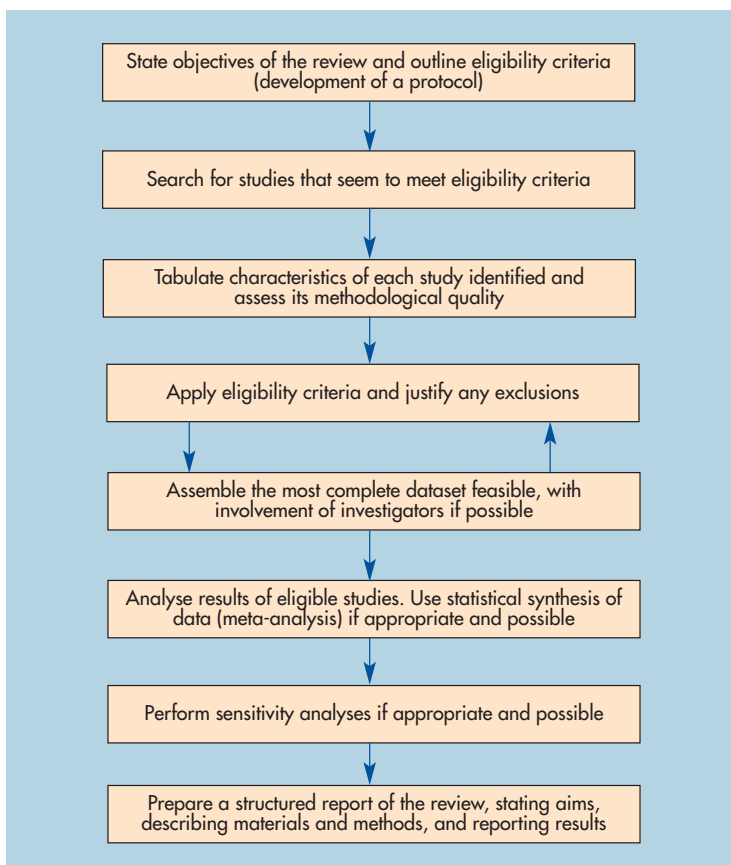 State objectives of the review and outline eligibility criteria
(development of a protocol)
Search for studies that seem to meet eligibility criteria
Tabulate characteristics of each study identified and
assess its methodological quality
Apply eligibility criteria and justify any exclusions
Assemble the most complete dataset feasible, with
involvement of investigators if possible
Analyse results of eligible studies. Use statistical synthesis of
data (meta-analysis) if appropriate and possible
Perform sensitivity analyses if appropriate and possible
Prepare a structured report of the review, stating aims,
describing materials and methods, and reporting results